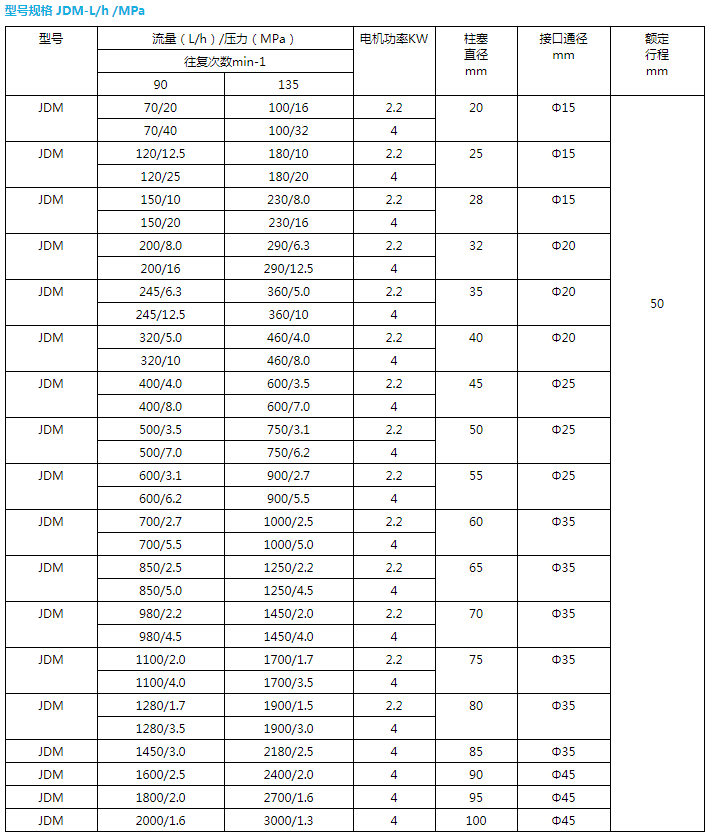 型号规格 JDM-L/h /MPa
型号 流量（L/h）/压力（MPa） 电机功率KW 柱塞直径mm 接口通径mm 额定行程mm
往复次数min-1
90 135
JDM 70/20 100/16 2.2 20 Φ15 50
70/40 100/32 4
JDM 120/12.5 180/10 2.2 25 Φ15
120/25 180/20 4
JDM 150/10 230/8.0 2.2 28 Φ15
150/20 230/16 4
JDM 200/8.0 290/6.3 2.2 32 Φ20
200/16 290/12.5 4
JDM 245/6.3 360/5.0 2.2 35 Φ20
245/12.5 360/10 4
JDM 320/5.0 460/4.0 2.2 40 Φ20
320/10 460/8.0 4
JDM 400/4.0 600/3.5 2.2 45 Φ25
400/8.0 600/7.0 4
JDM 500/3.5 750/3.1 2.2 50 Φ25
500/7.0 750/6.2 4
JDM 600/3.1 900/2.7 2.2 55 Φ25
600/6.2 900/5.5 4
JDM 700/2.7 1000/2.5 2.2 60 Φ35
700/5.5 1000/5.0 4
JDM 850/2.5 1250/2.2 2.2 65 Φ35
850/5.0 1250/4.5 4
JDM 980/2.2 1450/2.0 2.2 70 Φ35
980/4.5 1450/4.0 4
JDM 1100/2.0 1700/1.7 2.2 75 Φ35
1100/4.0 1700/3.5 4
JDM 1280/1.7 1900/1.5 2.2 80 Φ35
1280/3.5 1900/3.0 4
JDM 1450/3.0 2180/2.5 4 85 Φ35
JDM 1600/2.5 2400/2.0 4 90 Φ45
JDM 1800/2.0 2700/1.6 4 95 Φ45
JDM 2000/1.6 3000/1.3 4 100 Φ45